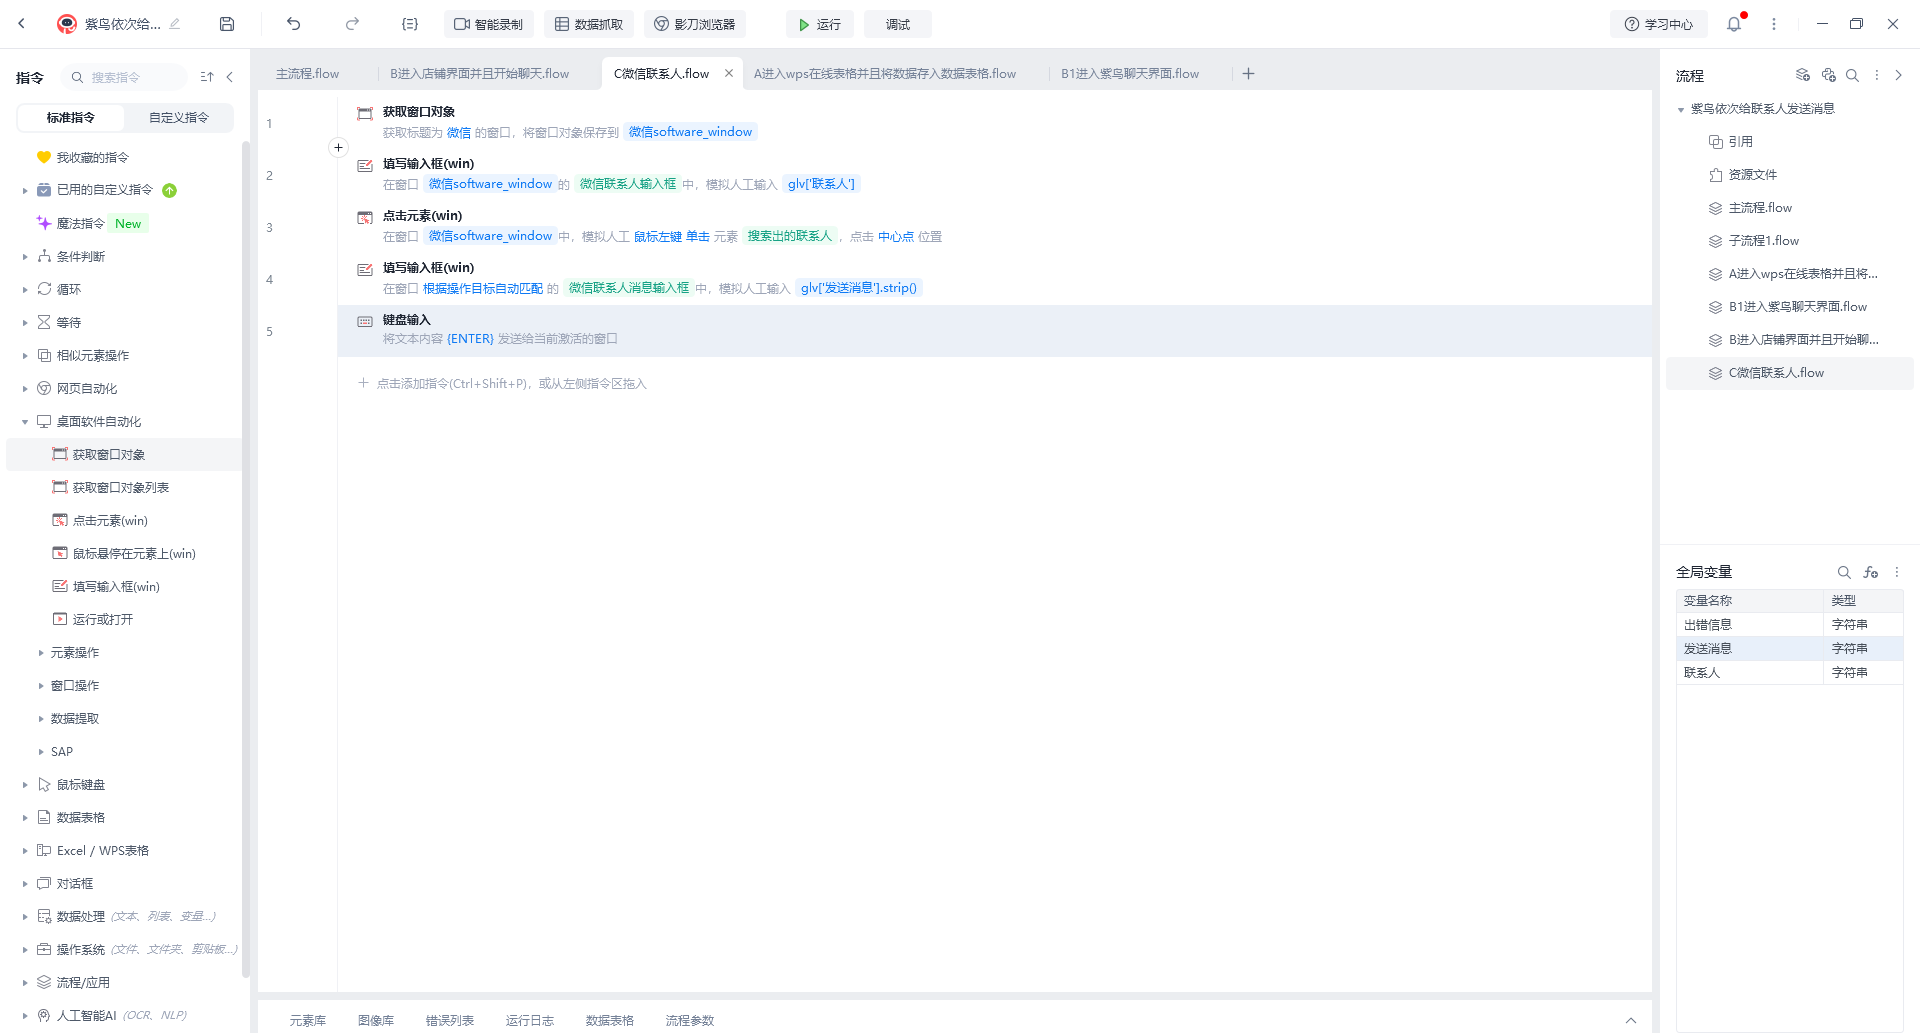 紫鸟依次给...
智能录制
数据抓取
影刀浏览器
运行
调试
学习中心
指令
搜索指令
标准指令
自定义指令
我收藏的指令
已用的自定义指令
魔法指令 New
条件判断
循环
等待
相似元素操作
网页自动化
桌面软件自动化
获取窗口对象
获取窗口对象列表
点击元素(win)
鼠标悬停在元素上(win)
填写输入框(win)
运行或打开
元素操作
窗口操作
数据提取
SAP
鼠标键盘
数据表格
Excel / WPS表格
对话框
数据处理 (文本、列表、变量...)
操作系统 (文件、文件夹、剪贴板...)
流程/应用
人工智能AI (OCR、NLP)
主流程.flow
B进入店铺界面并且开始聊天.flow
C微信联系人.flow
A进入wps在线表格并且将数据存入数据表格.flow
B1进入紫鸟聊天界面.flow
1
获取窗口对象
获取标题为 微信 的窗口，将窗口对象保存到 微信software_window
2
填写输入框(win)
在窗口 微信software_window 的 微信联系人输入框 中，模拟人工输入 glv['联系人']
3
点击元素(win)
在窗口 微信software_window 中，模拟人工 鼠标左键 单击 元素 搜索出的联系人 ，点击 中心点 位置
4
填写输入框(win)
在窗口 根据操作目标自动匹配 的 微信联系人消息输入框 中，模拟人工输入 glv['发送消息'].strip()
5
键盘输入
将文本内容 {ENTER} 发送给当前激活的窗口
点击添加指令(Ctrl+Shift+P)，或从左侧指令区拖入
元素库
图像库
错误列表
运行日志
数据表格
流程参数
流程
紫鸟依次给联系人发送消息
引用
资源文件
主流程.flow
子流程1.flow
A进入wps在线表格并且将...
B1进入紫鸟聊天界面.flow
B进入店铺界面并且开始聊...
C微信联系人.flow
全局变量
变量名称 类型
出错信息 字符串
发送消息 字符串
联系人 字符串